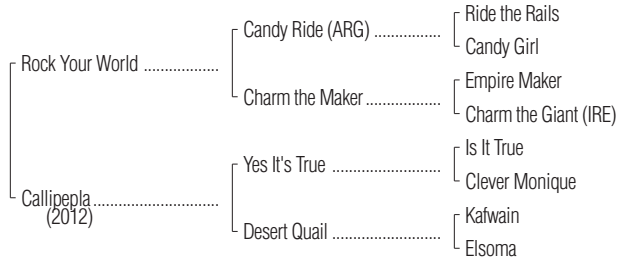 Ride the Rails
Candy Ride (ARG) ................
Candy Girl
Rock Your World ..................
Empire Maker
Charm the Maker ..................
Charm the Giant (IRE)
Is It True
Yes It's True .........................
Clever Monique
Callipepla ..............................
(2012)
Kafwain
Desert Quail .........................
Elsoma